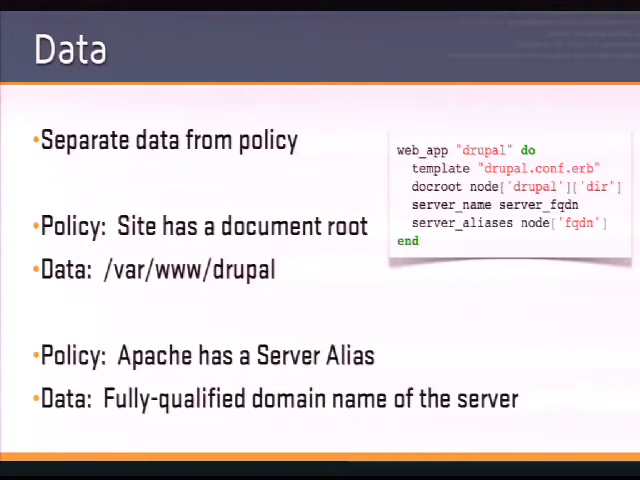 Data
•Separate data from policy
•Policy: Site has a document root
•Data: /var/www/drupal
•Policy: Apache has a Server Alias
•Data: Fully-qualified domain name of the server
web_app "drupal" do
template "drupal.conf.erb"
docroot node['drupal']['dir']
server_name server_fqdn
server_aliases node['fqdn']
end